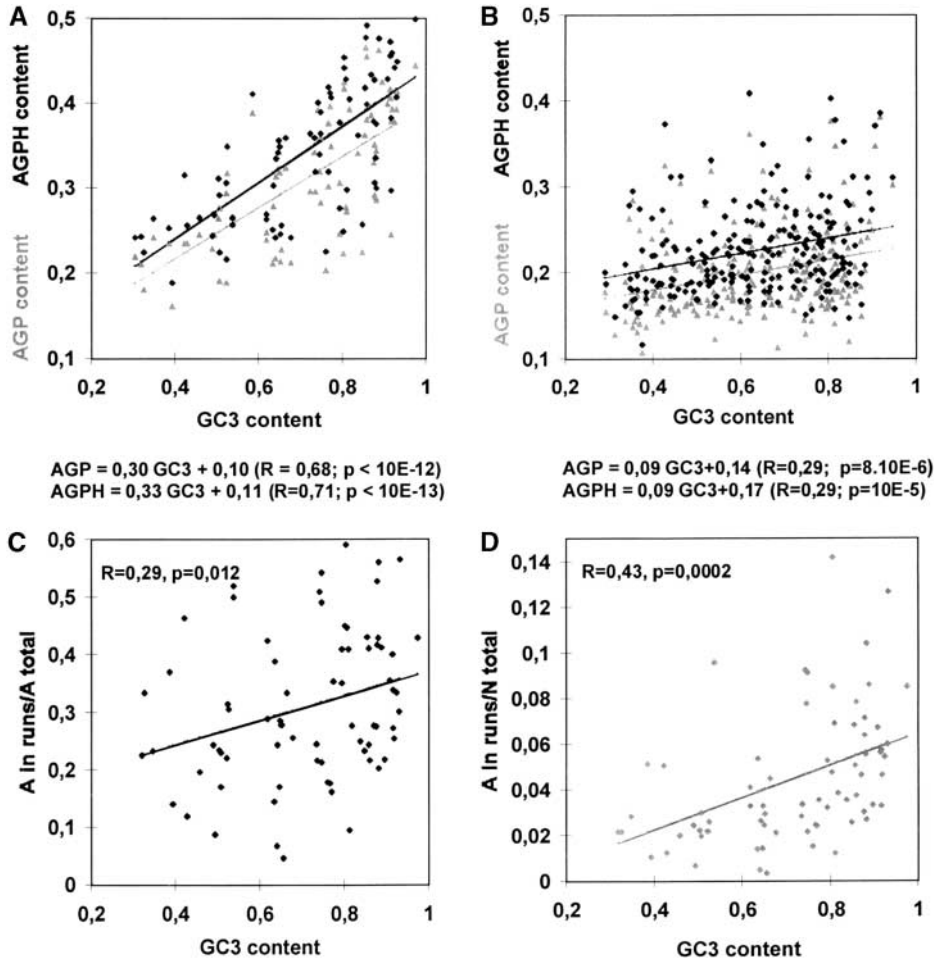 A
AGPH content
AGP content
0,5
0,4
0,3
0,2
0,1
0,2
0,4
0,6
0,8
1
GC3 content
AGP = 0,30 GC3 + 0,10 (R = 0,68; p < 10E-12)
AGPH = 0,33 GC3 + 0,11 (R=0,71; p < 10E-13)
B
AGPH content
AGP content
0,5
0,4
0,3
0,2
0,1
0,2
0,4
0,6
0,8
1
GC3 content
AGP = 0,09 GC3+0,14 (R=0,29; p=8.10E-6)
AGPH = 0,09 GC3+0,17 (R=0,29; p=10E-5)
C
A in runs/A total
0,6
0,5
0,4
0,3
0,2
0,1
0
R=0,29, p=0,012
0,2
0,4
0,6
0,8
1
GC3 content
D
A in runs/N total
0,14
0,12
0,1
0,08
0,06
0,04
0,02
0
R=0,43, p=0,0002
0,2
0,4
0,6
0,8
1
GC3 content